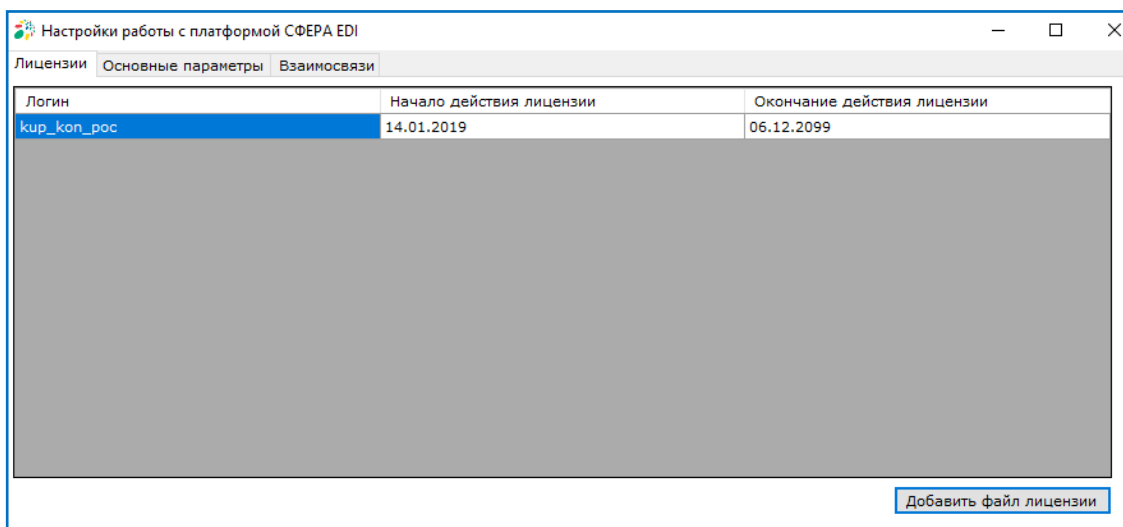 Настройки работы с платформой СФЕРА EDI
Лицензии Основные параметры Взаимосвязи
Логин Начало действия лицензии Окончание действия лицензии
kup_kon_poc 14.01.2019 06.12.2099
Добавить файл лицензии